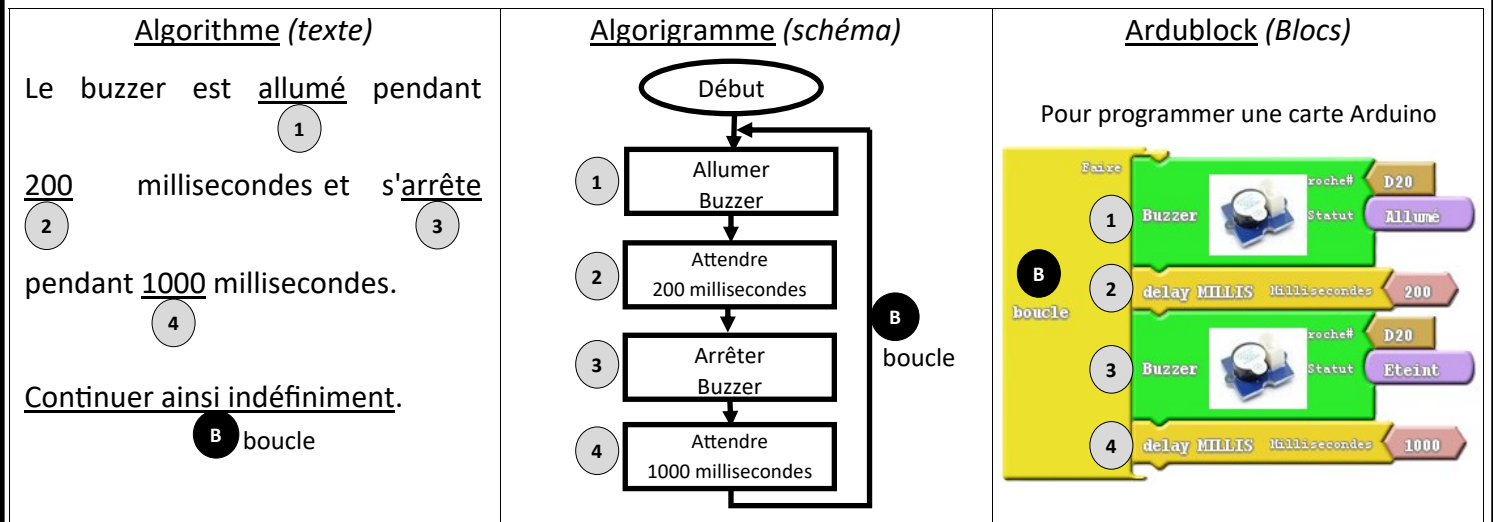 Algorithme (texte)
Le buzzer est allumé pendant
1
200 millisecondes et s'arrête
2 3
pendant 1000 millisecondes.
4
Continuer ainsi indéfiniment.
B boucle
Algorigramme (schéma)
Début
1 Allumer
Buzzer
2 Attendre
200 millisecondes
3 Arrêter
Buzzer
4 Attendre
1000 millisecondes
B
boucle
Ardublock (Blocs)
Pour programmer une carte Arduino
Faire
B
boucle
roche# D20
1 Buzzer Statut Allumé
2 delay MILLIS Millisecondes 200
roche# D20
3 Buzzer Statut Eteint
4 delay MILLIS Millisecondes 1000